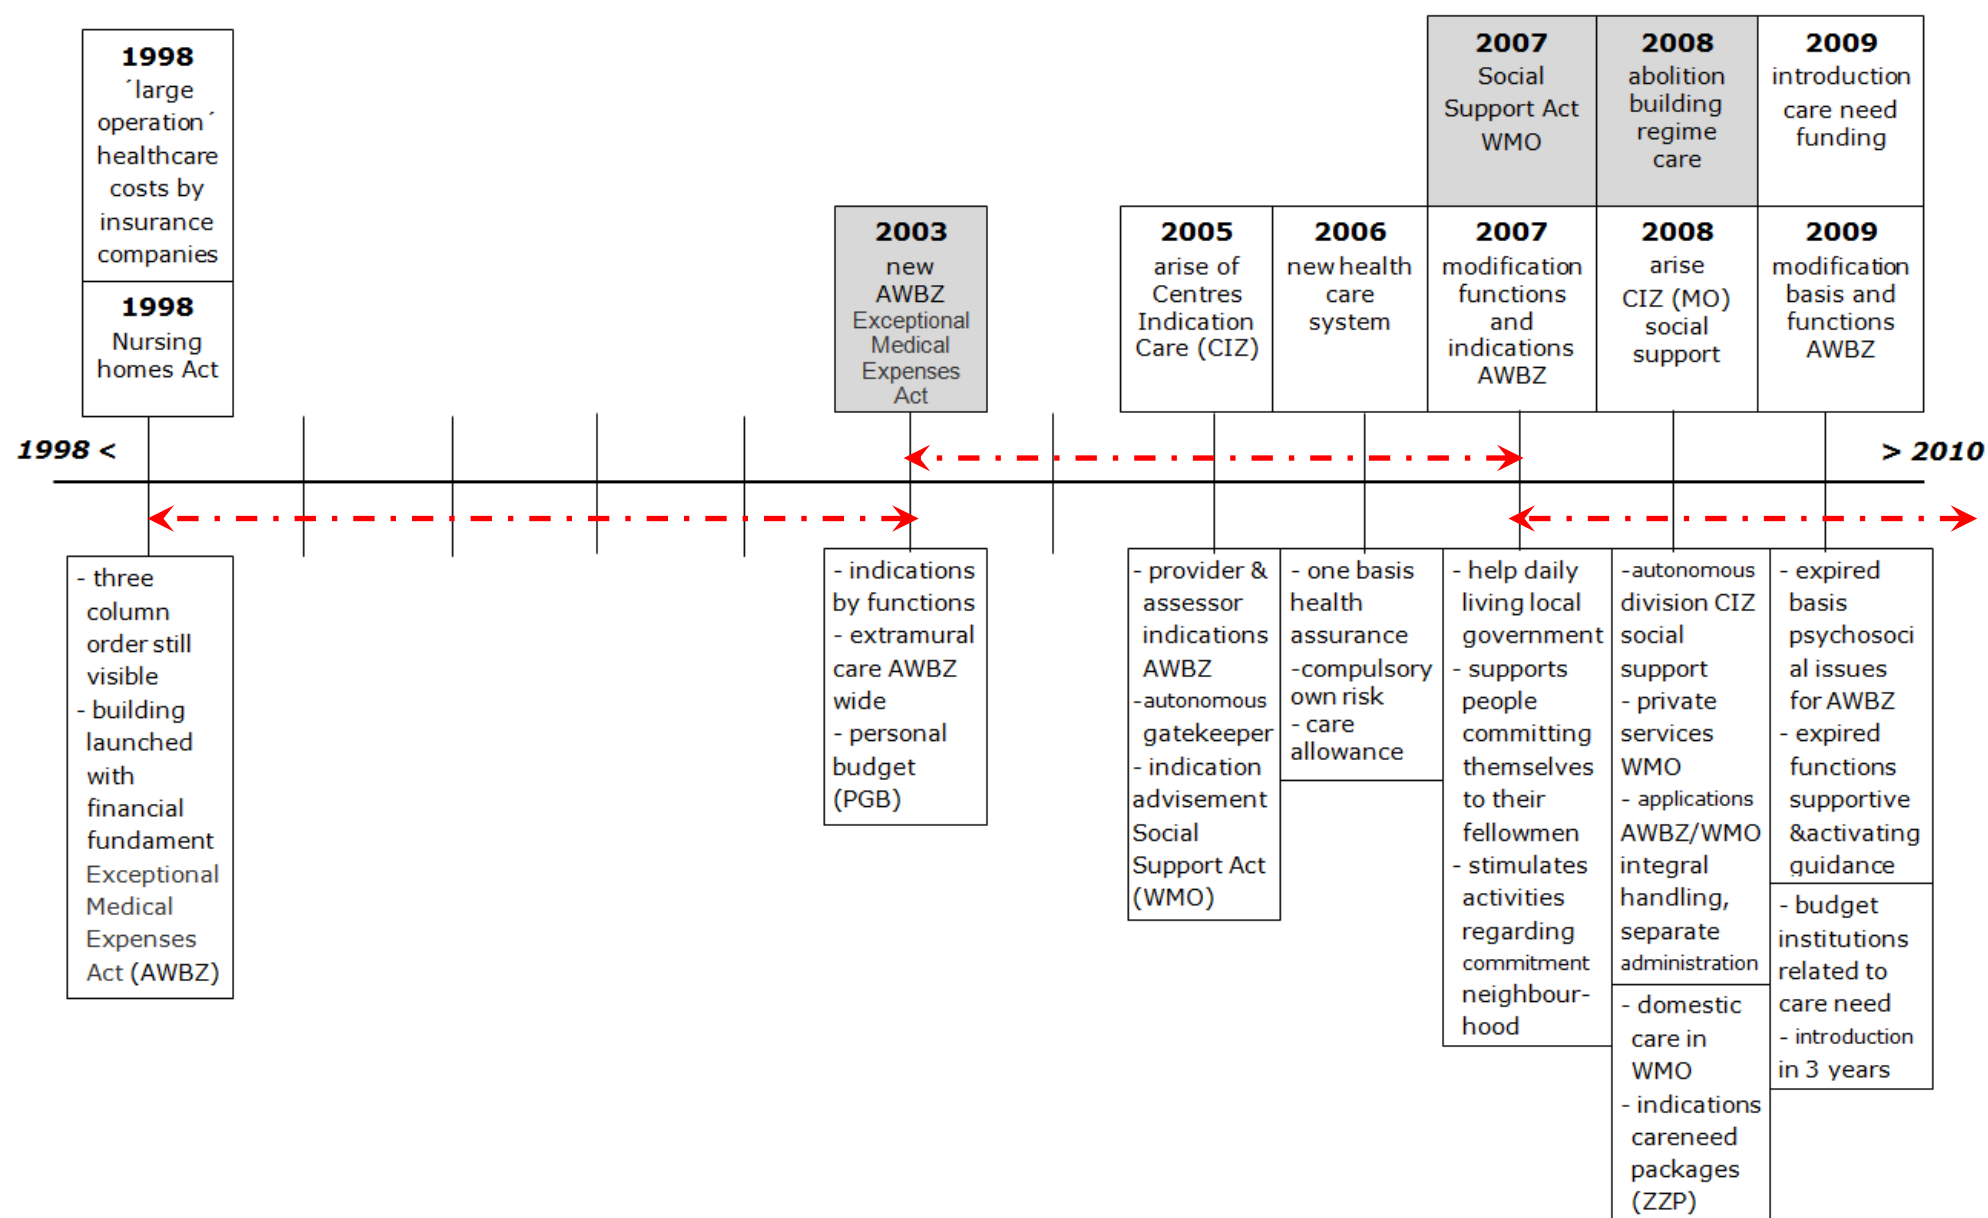 1998
´large
operation´
healthcare
costs by
insurance
companies
1998
Nursing
homes Act
2003
new
AWBZ
Exceptional
Medical
Expenses
Act
2005
arise of
Centres
Indication
Care (CIZ)
2006
new health
care
system
2007
Social
Support Act
WMO
2007
modification
functions
and
indications
AWBZ
2008
abolition
building
regime
care
2008
arise
CIZ (MO)
social
support
2009
introduction
care need
funding
2009
modification
basis and
functions
AWBZ
1998 <
> 2010
- three
column
order still
visible
- building
launched
with
financial
fundament
Exceptional
Medical
Expenses
Act (AWBZ)
- indications
by functions
- extramural
care AWBZ
wide
- personal
budget
(PGB)
- provider &
assessor
indications
AWBZ
-autonomous
gatekeeper
- indication
advisement
Social
Support Act
(WMO)
- one basis
health
assurance
-compulsory
own risk
- care
allowance
- help daily
living local
government
- supports
people
committing
themselves
to their
fellowmen
- stimulates
activities
regarding
commitment
neighbour-
hood
-autonomous
division CIZ
social
support
- private
services
WMO
- applications
AWBZ/WMO
integral
handling,
separate
administration
- domestic
care in
WMO
- indications
careneed
packages
(ZZP)
- expired
basis
psychosoci
al issues
for AWBZ
- expired
functions
supportive
&activating
guidance
- budget
institutions
related to
care need
- introduction
in 3 years